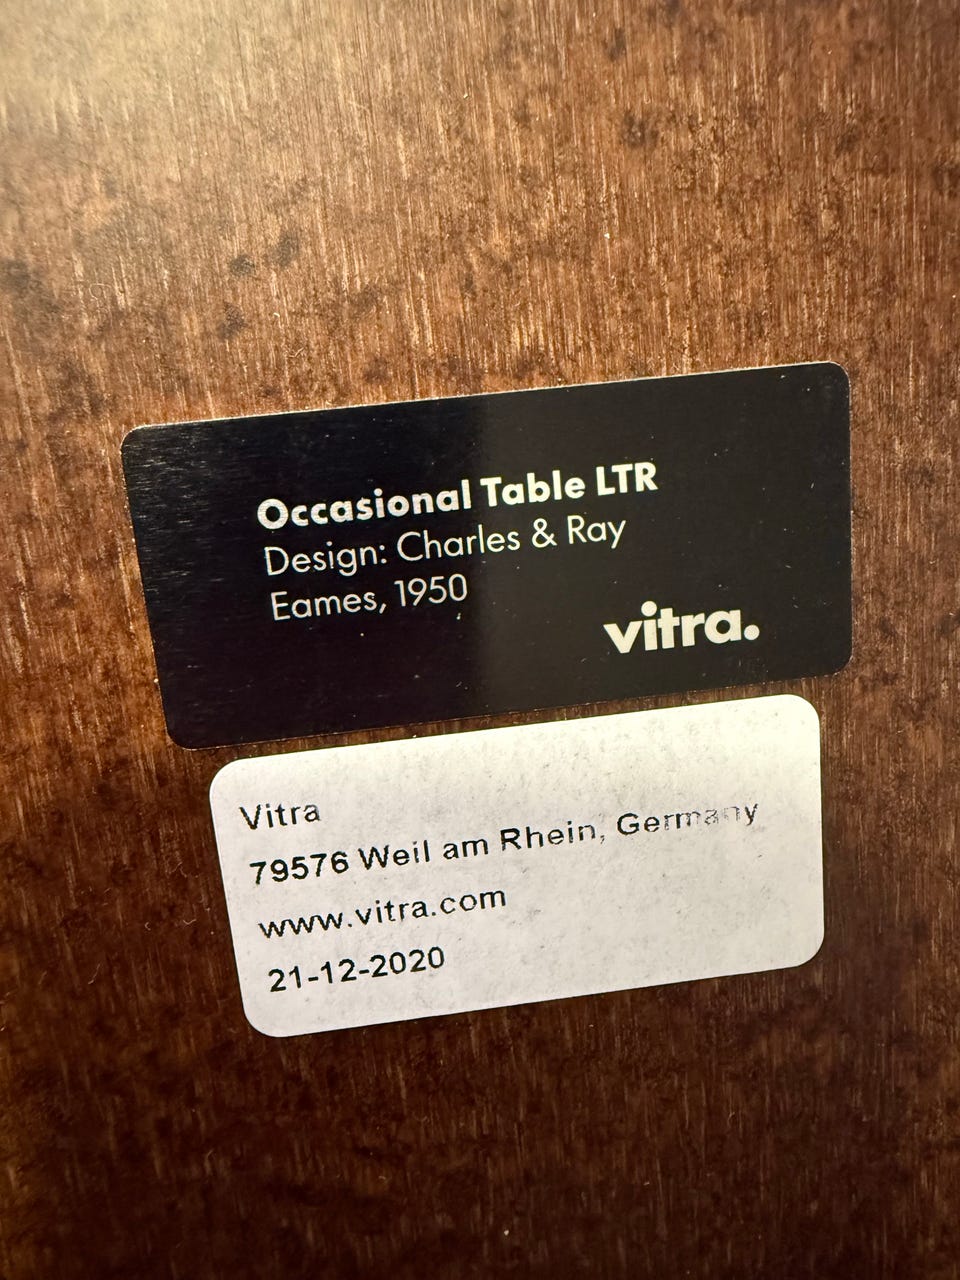 Occasional Table LTR
Design: Charles & Ray
Eames, 1950
vitra.
Vitra
79576 Weil am Rhein, Germany
www.vitra.com
21-12-2020